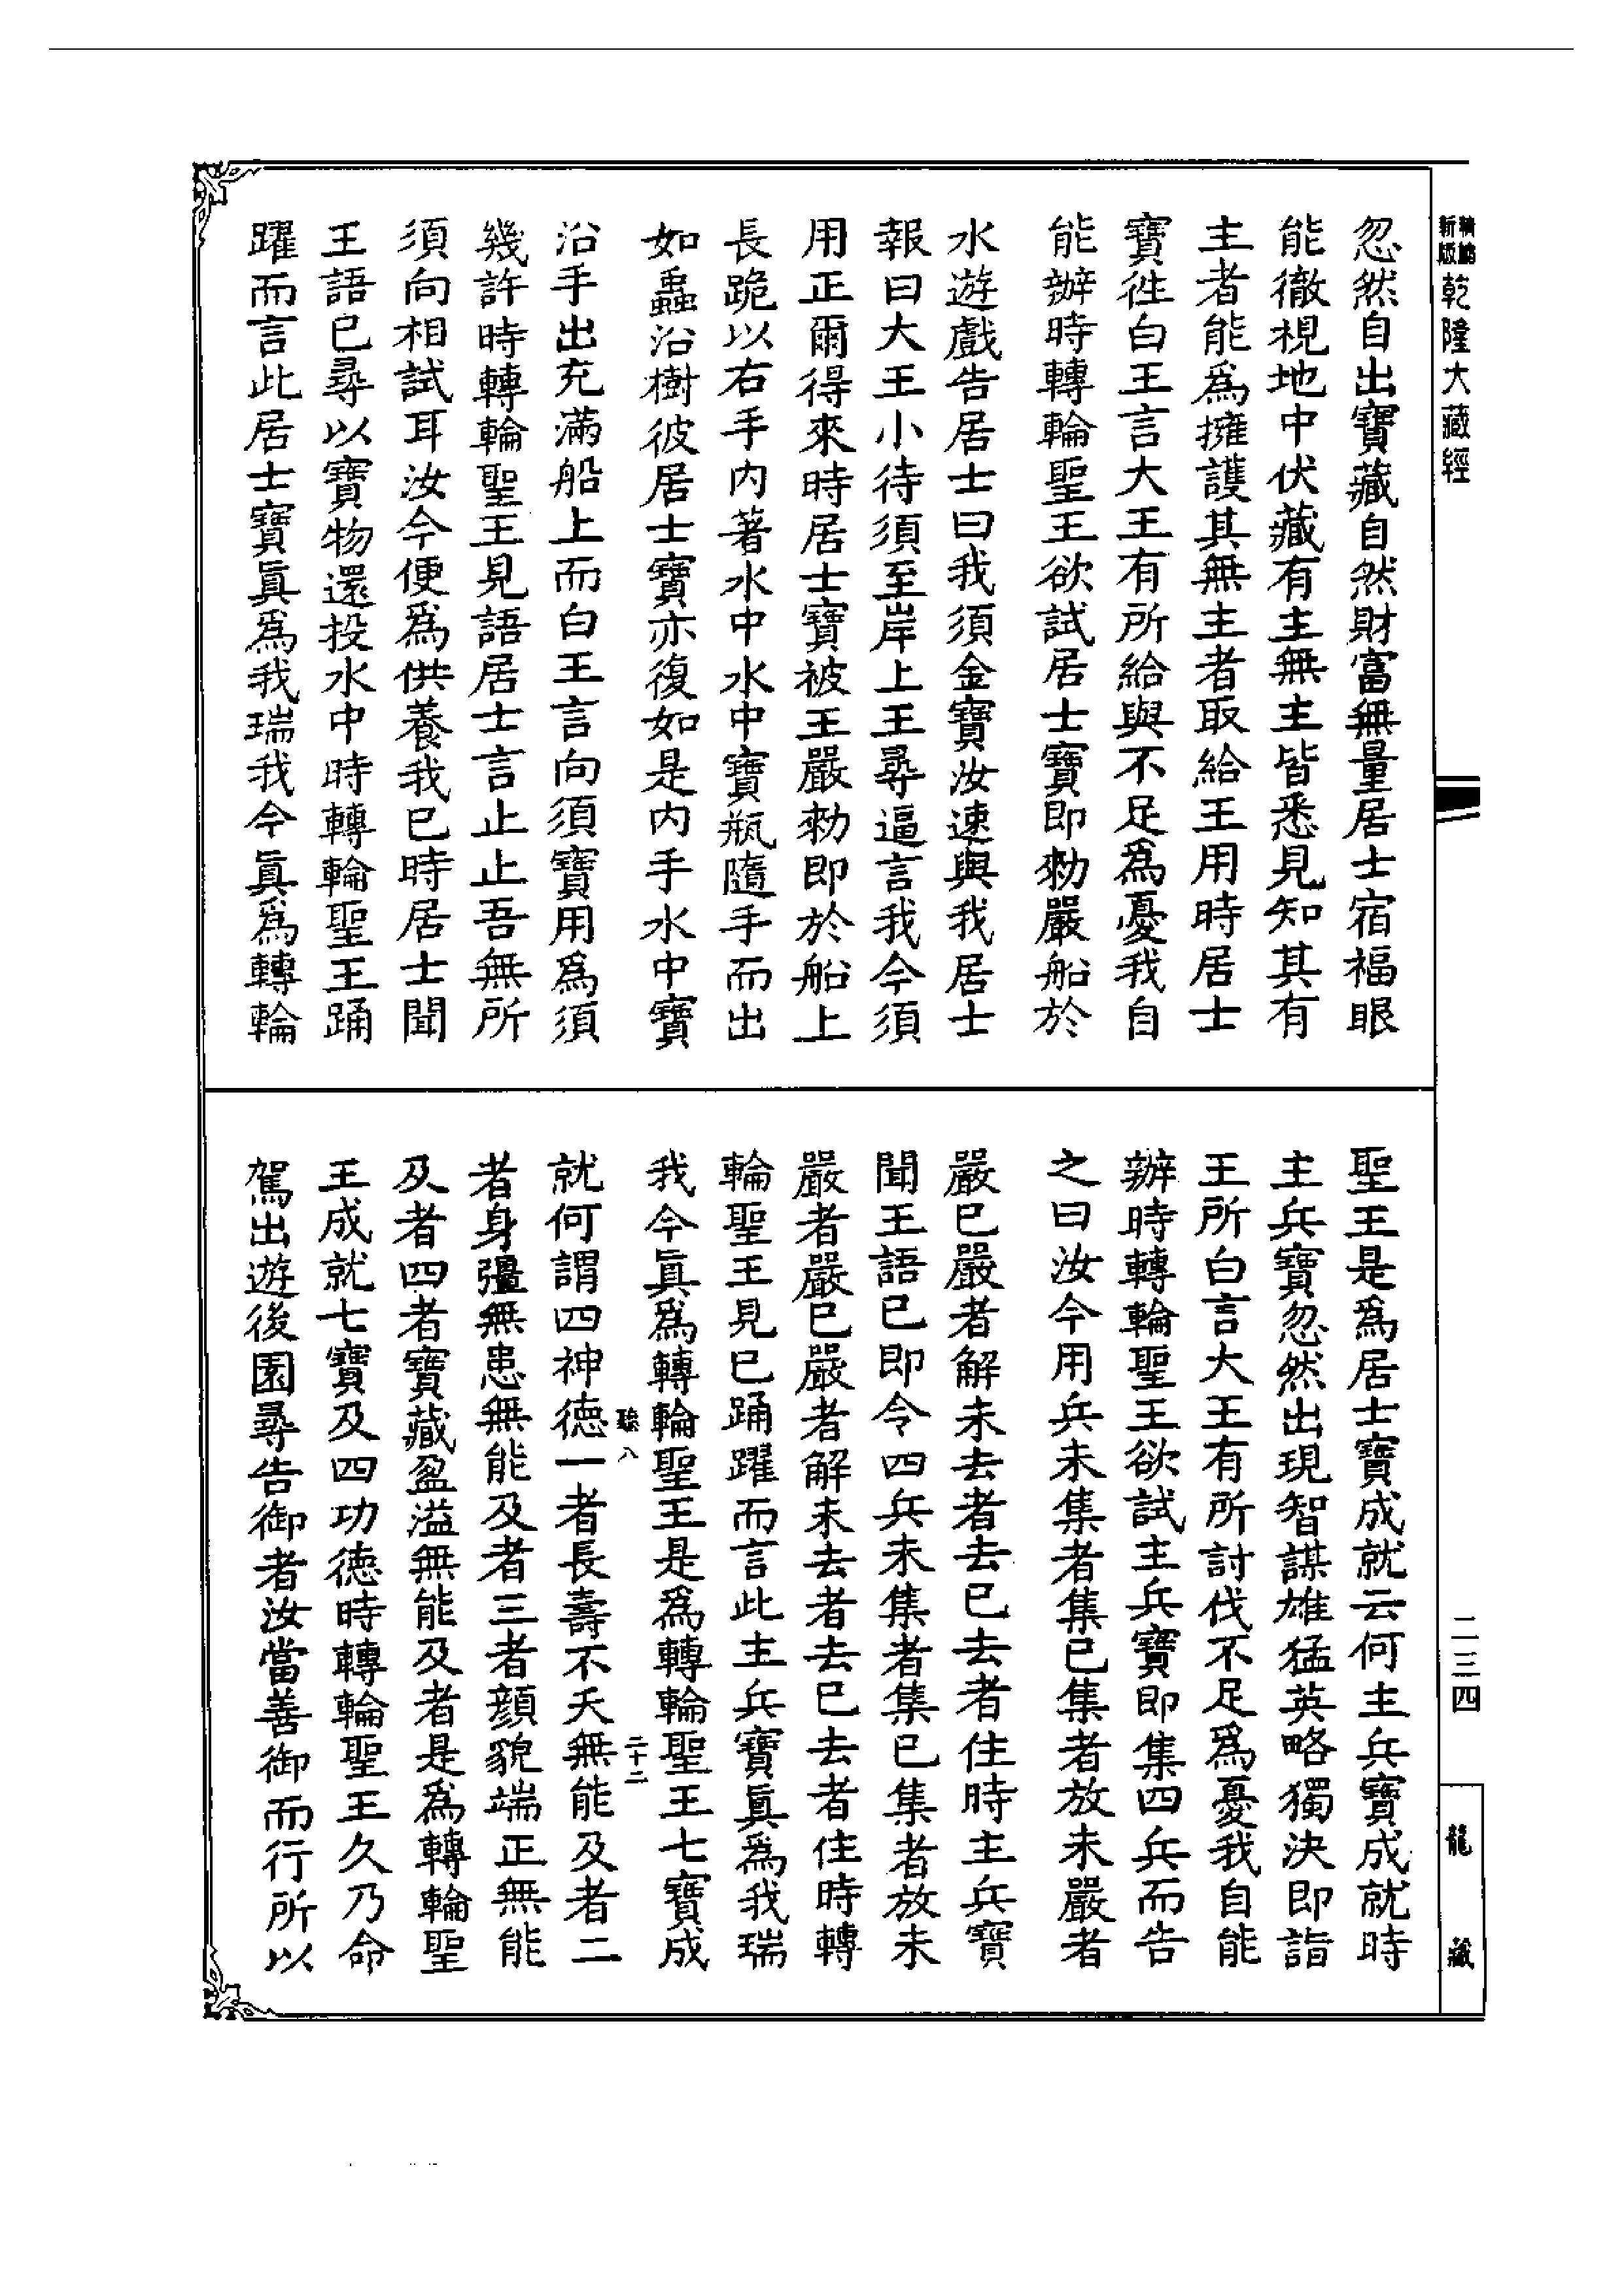 新版精縮乾隆大藏經
忽然自出寶藏自然財富無量居士宿福眼
能徹視地中伏藏有主無主皆悉見知其有
主者能爲擁護其無主者取給王用時居士
寶徃白王言大王有所給與不足爲憂我自
能辦時轉輪聖王欲試居士寶即勑嚴船於
水遊戲告居士曰我須金寶汝速與我居士
報曰大王小待須至岸上王尋逼言我今須
用正爾得來時居士寶被王嚴勑即於船上
長跪以右手内著水中水中寶瓶隨手而出
如蟲沿樹彼居士寶亦復如是内手水中寶
沿手出充滿船上而白王言向須寶用爲須
幾許時轉輪聖王見語居士言止止吾無所
須向相試耳汝今便爲供養我已時居士聞
王語已尋以寶物還投水中時轉輪聖王踊
躍而言此居士寶眞爲我瑞我今眞爲轉輪
聖王是爲居士寶成就云何主兵寶成就時
主兵寶忽然出現智謀雄猛英略獨決即詣
王所白言大王有所討伐不足爲憂我自能
辦時轉輪聖王欲試主兵寶即集四兵而告
之曰汝今用兵未集者集已集者放未嚴者
嚴已嚴者解未去者去已去者住時主兵寶
聞王語已即令四兵未集者集已集者放未
嚴者嚴已嚴者解未去者去已去者住時轉
輪聖王見已踊躍而言此主兵寶眞爲我瑞
我今眞爲轉輪聖王是爲轉輪聖王七寶成
八 二十二
就何謂四神德一者長壽不夭無能及者二
者身彊無患無能及者三者顔貌端正無能
及者四者寶藏盈溢無能及者是爲轉輪聖
王成就七寶及四功德時轉輪聖王久乃命
駕出遊後園尋告御者汝當善御而行所以
二三四
龍藏